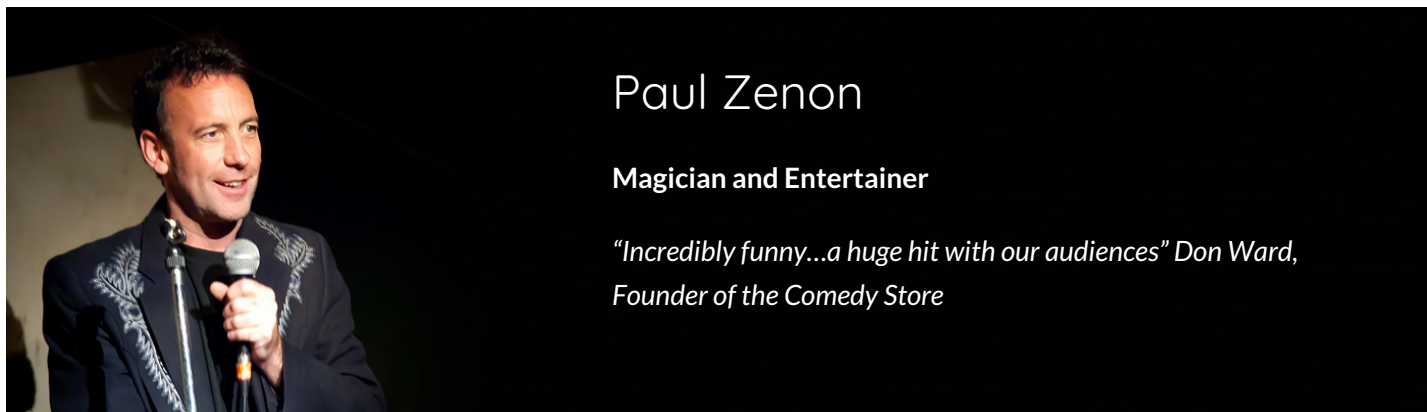 Paul Zenon
Magician and Entertainer
“Incredibly funny…a huge hit with our audiences” Don Ward,
Founder of the Comedy Store